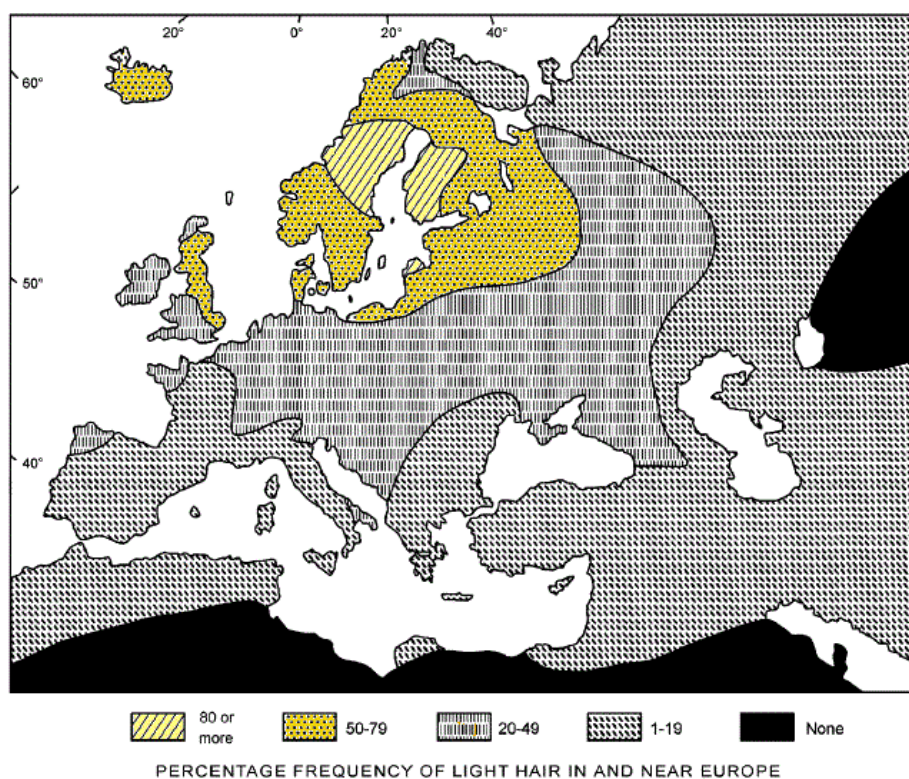 20° 0° 20° 40°
60°
50°
40°
80 or more
50-79
20-49
1-19
None
PERCENTAGE FREQUENCY OF LIGHT HAIR IN AND NEAR EUROPE